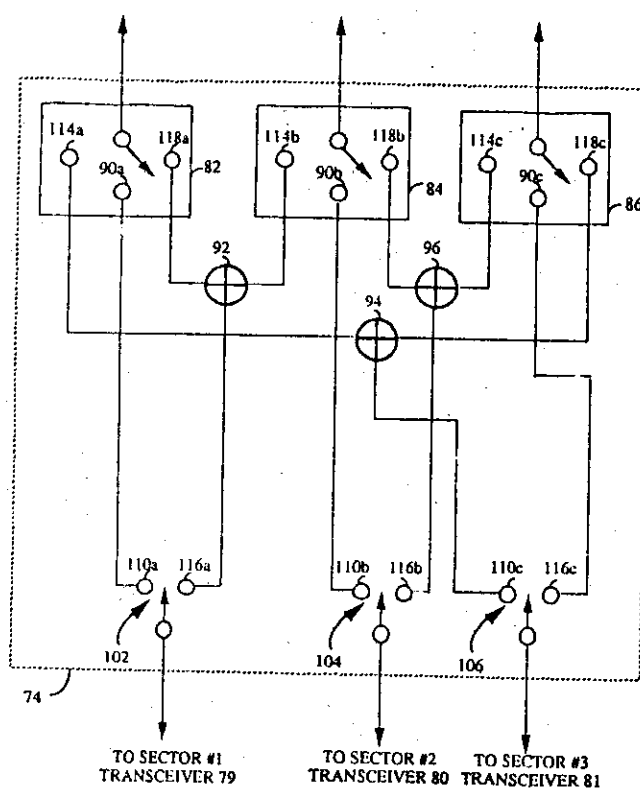 114a
118a
90a
82
114b
118b
90b
84
114c
118c
90c
86
92
96
94
110a
116a
102
110b
116b
104
110c
116c
106
74
TO SECTOR #1
TRANSCEIVER 79
TO SECTOR #2
TRANSCEIVER 80
TO SECTOR #3
TRANSCEIVER 81